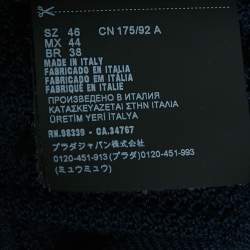 SZ 46 CN 175/92 A
MX 44
BR 38
MADE IN ITALY
FABRICADO EN ITALIA
FABRICADO EM ITALIA
FABRIQUÉ EN ITALIE
ПРОИЗВЕДЕНО В ИТАЛИИ
ΚΑΤΑΣΚΕΥΑΖΕΤΑΙ ΣΤΗΝ ΙΤΑΛΙΑ
ÜRETİM YERİ İTALYA
RN.98339 - CA.34767
プラダジャパン株式会社
0120-451-913(プラダ)0120-451-993
(ミュウミュウ)